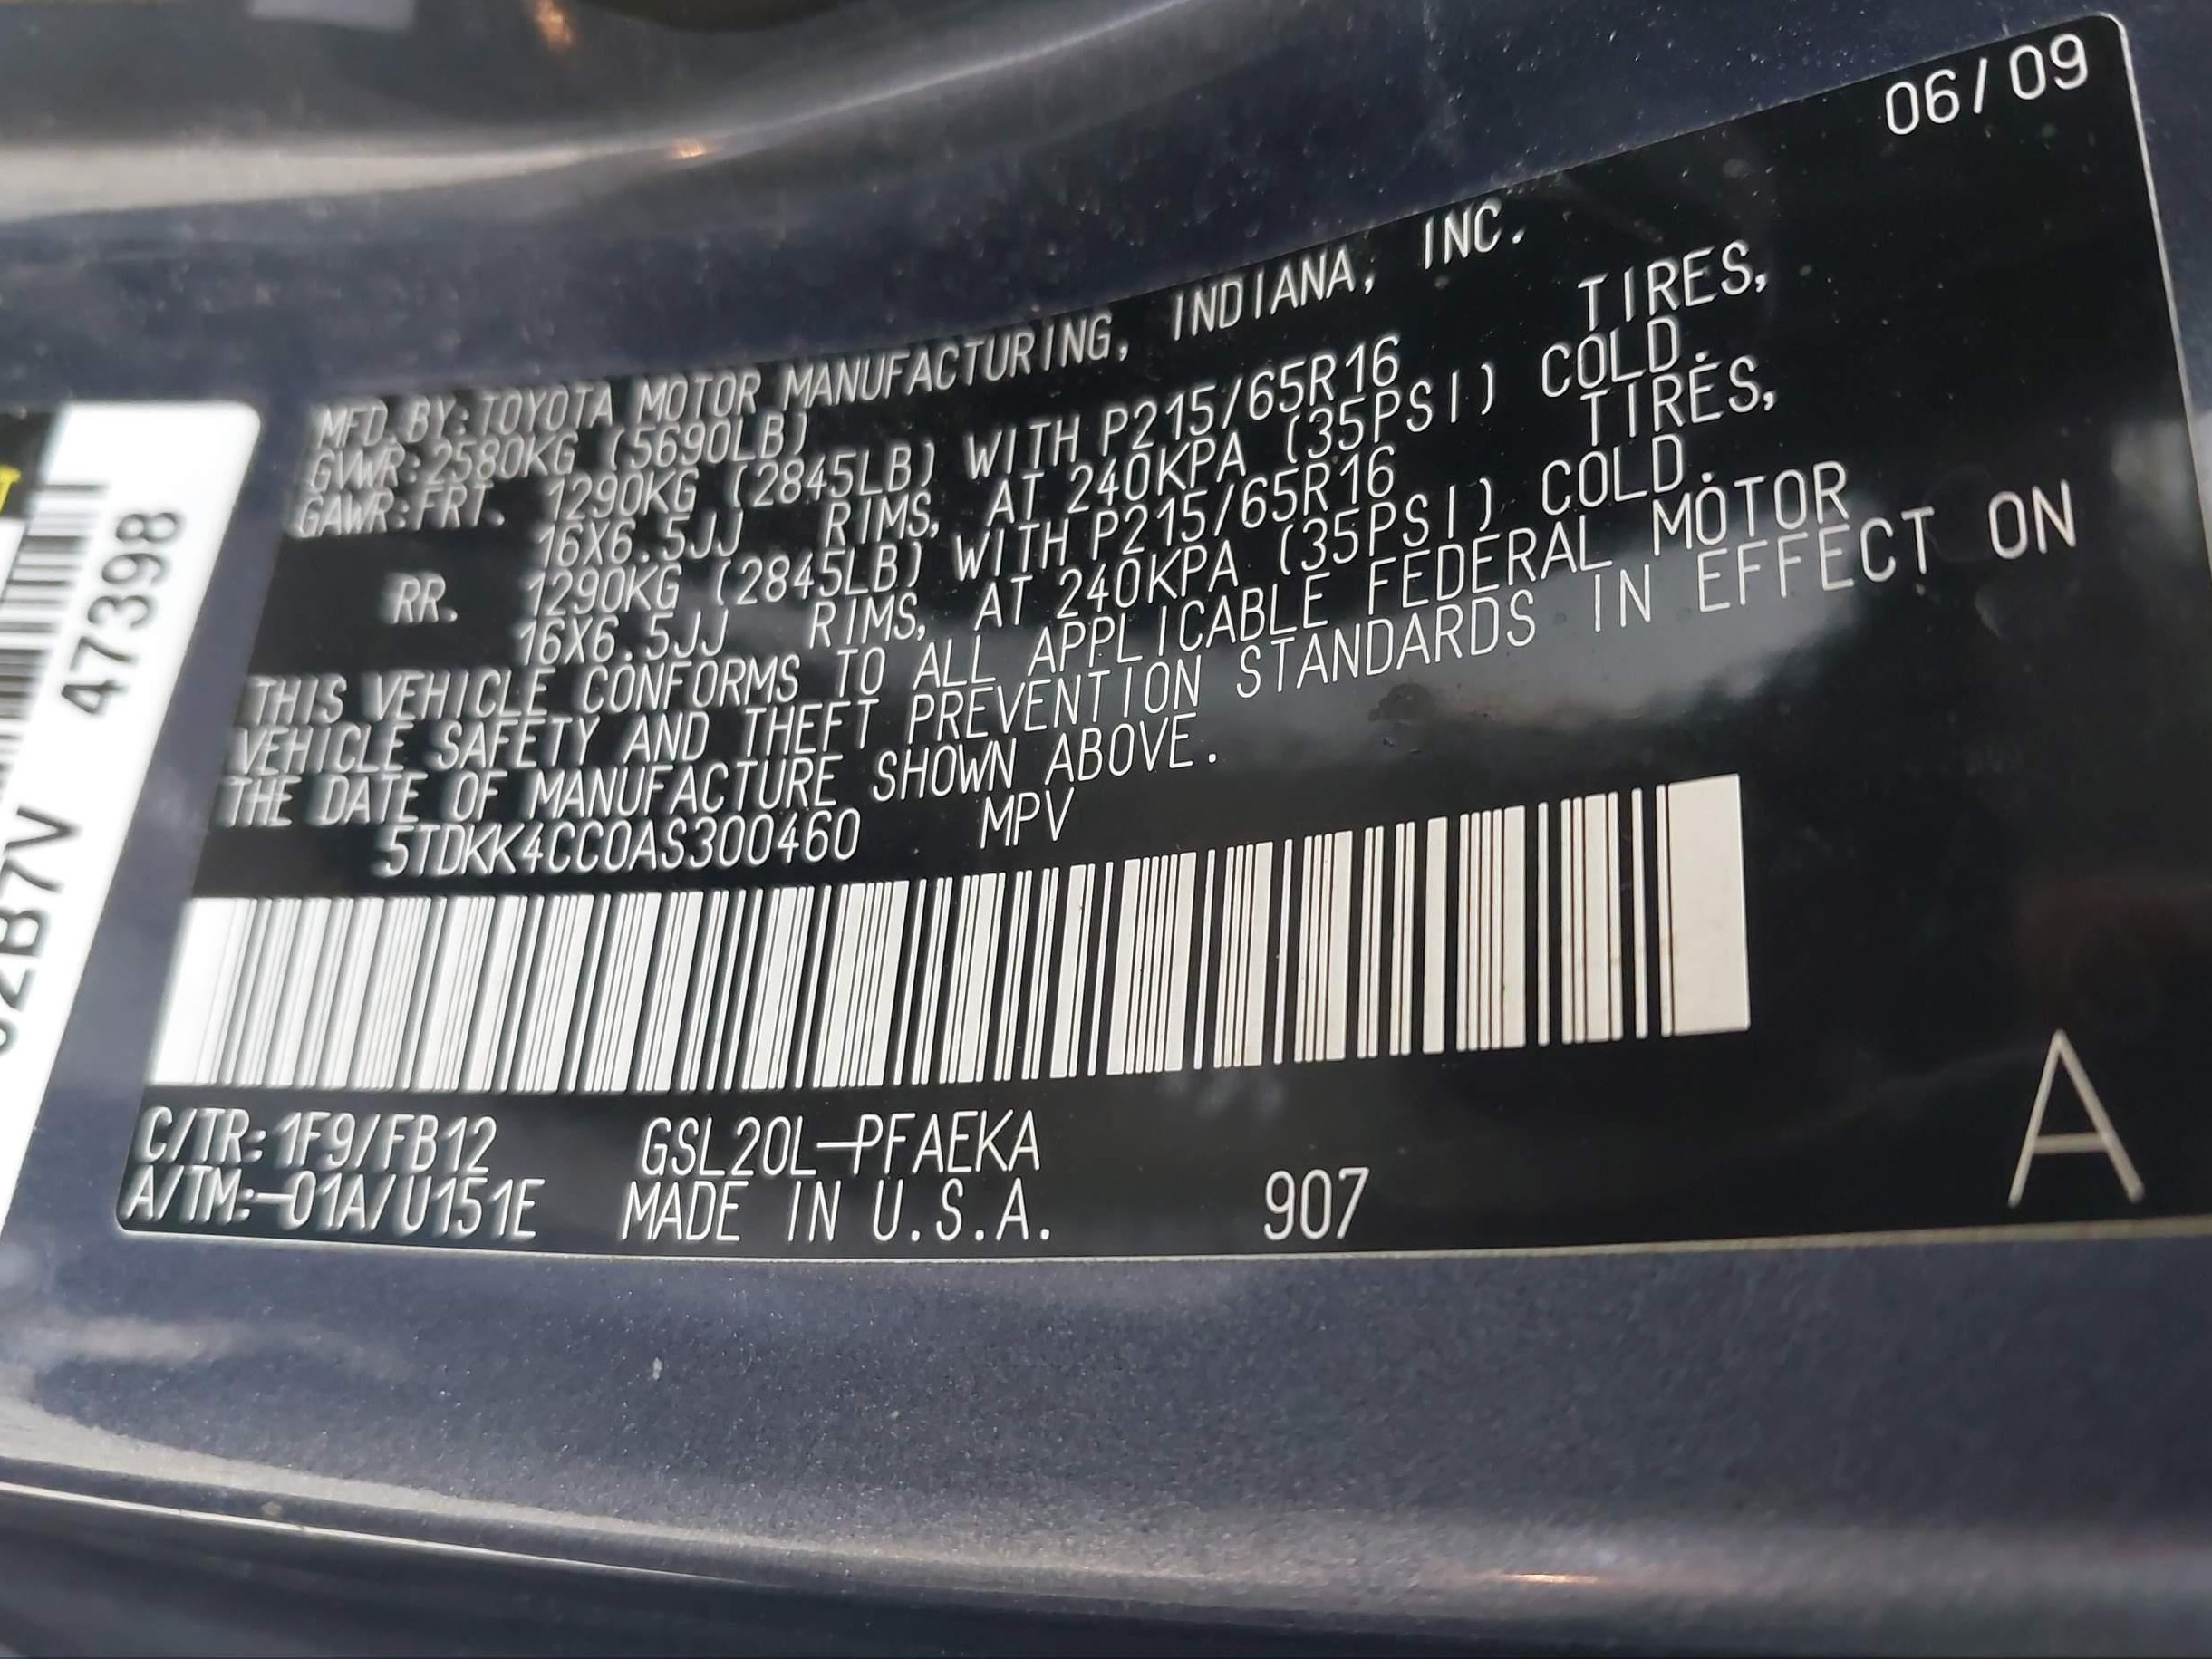 06/09
MFD. BY: TOYOTA MOTOR MANUFACTURING, INDIANA, INC.
GVWR: 2580KG (5690LB)
GAWR: FRT. 1290KG (2845LB) WITH P215/65R16 TIRES,
16X6.5JJ RIMS, AT 240KPA (35PSI) COLD.
RR. 1290KG (2845LB) WITH P215/65R16 TIRES,
16X6.5JJ RIMS, AT 240KPA (35PSI) COLD.
THIS VEHICLE CONFORMS TO ALL APPLICABLE FEDERAL MOTOR
VEHICLE SAFETY AND THEFT PREVENTION STANDARDS IN EFFECT ON
THE DATE OF MANUFACTURE SHOWN ABOVE.
5TDKK4CC0AS300460 MPV
C/TR: 1F9/FB12 GSL20L-PFAEKA
A/TM: -01A/U151E MADE IN U.S.A. 907
A
47398